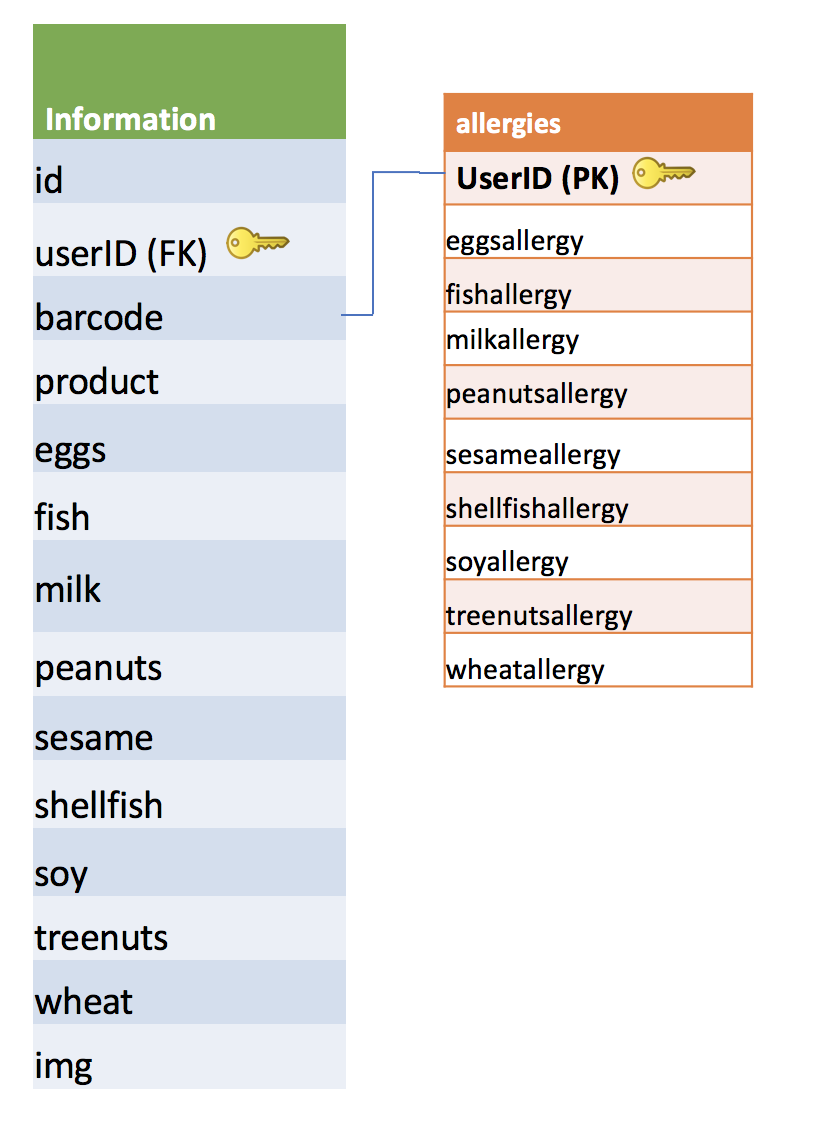 Information
id
userID (FK)
barcode
product
eggs
fish
milk
peanuts
sesame
shellfish
soy
treenuts
wheat
img
allergies
UserID (PK)
eggsallergy
fishallergy
milkallergy
peanutsallergy
sesameallergy
shellfishallergy
soyallergy
treenutsallergy
wheatallergy